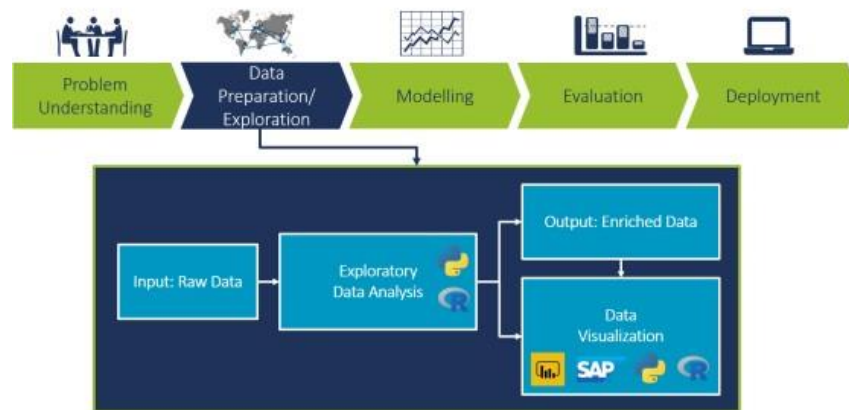 Problem
Understanding
Data
Preparation/
Exploration
Modelling
Evaluation
Deployment
Input: Raw Data
Exploratory
Data Analysis
R
Output: Enriched Data
Data
Visualization
SAP
R